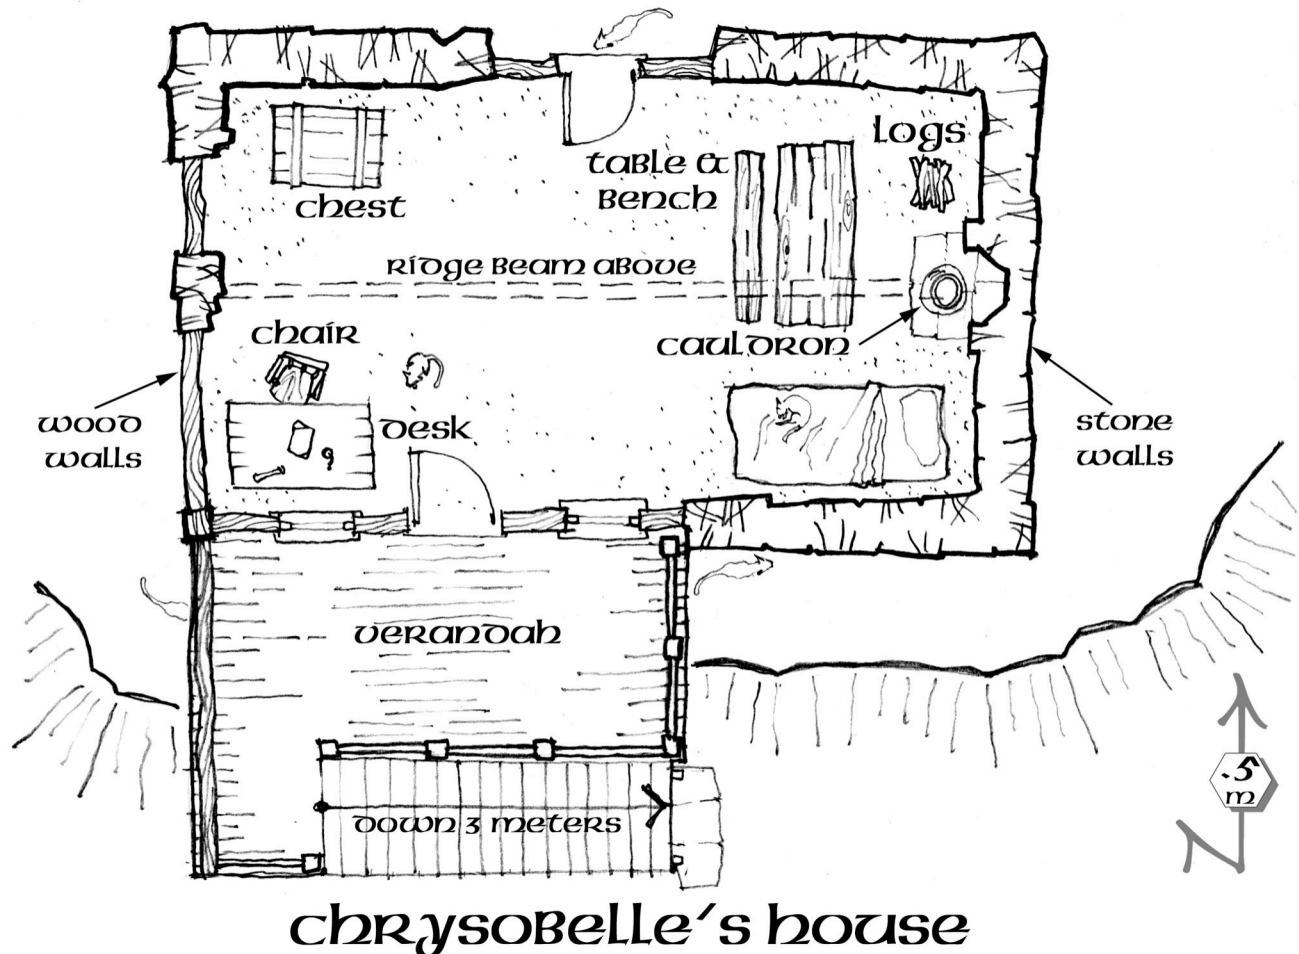 Logs
Table &
Bench
Chest
Ridge Beam Above
Chair
Cauldron
Wood
Walls
Desk
Stone
Walls
Verandah
.5
m
Down 3 Meters
N
Chrysobelle's House